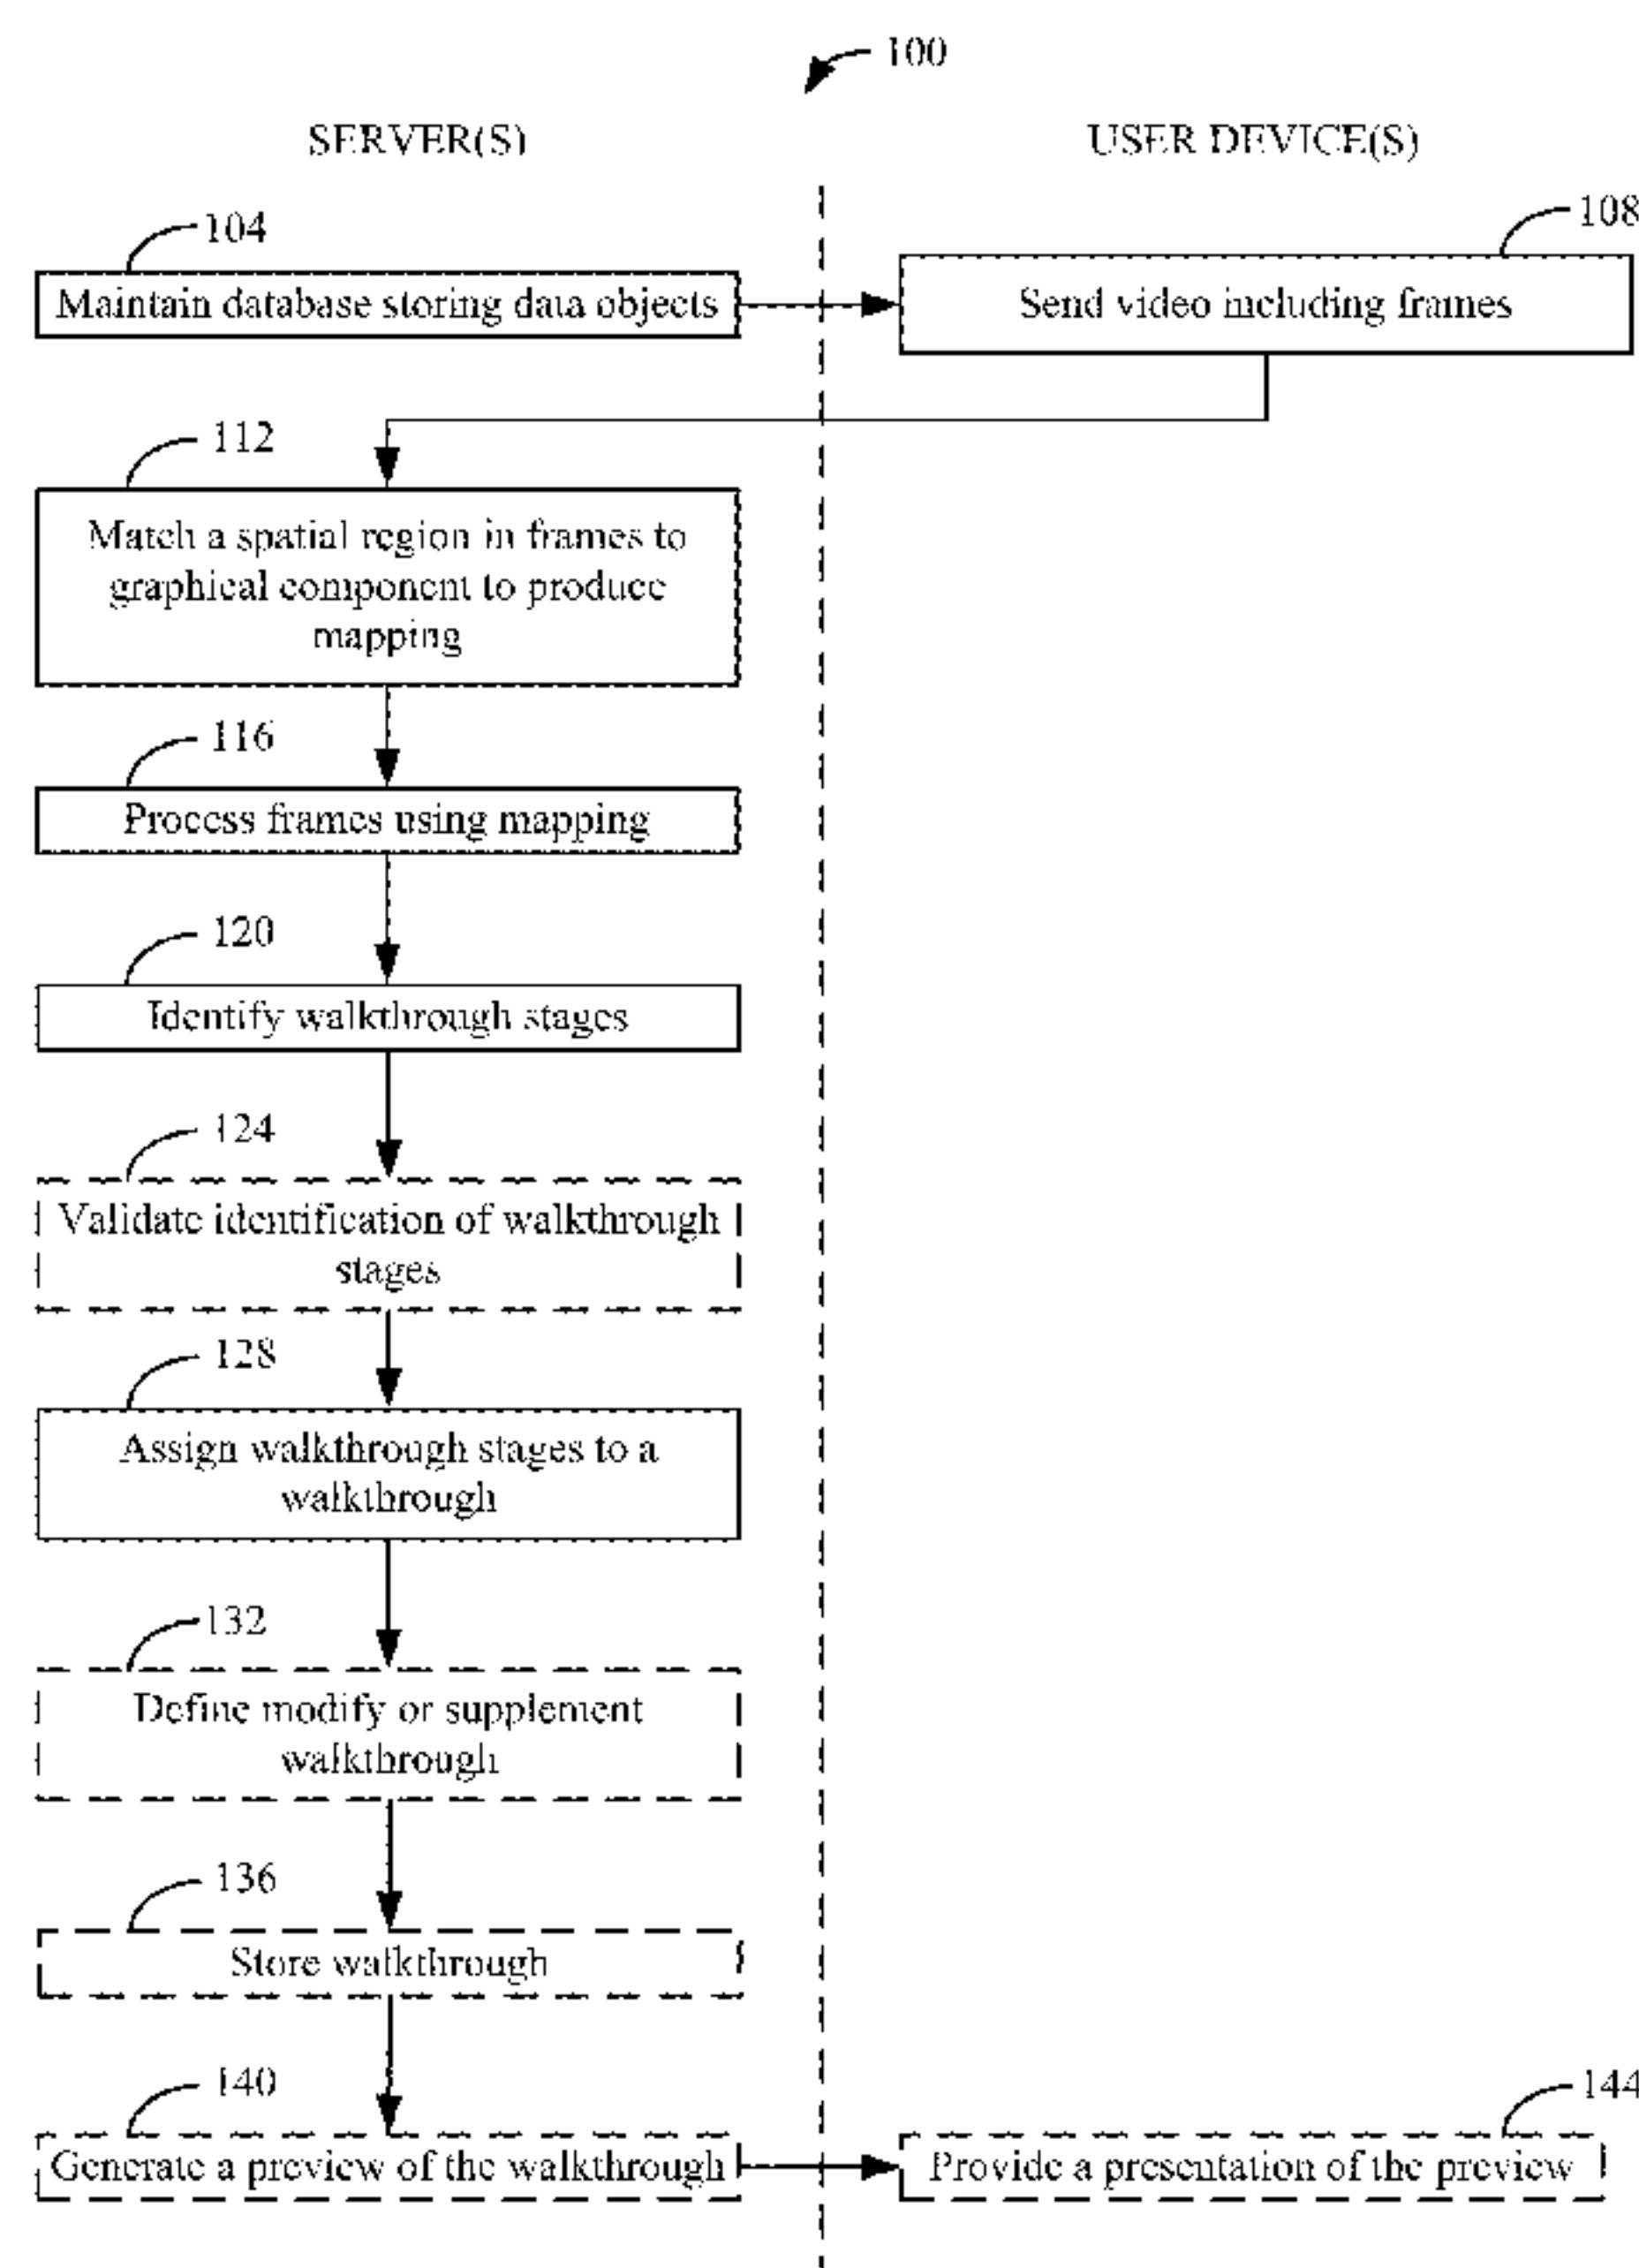 100
SERVER(S)
USER DEVICE(S)
104
108
Maintain database storing data objects
Send video including frames
112
Match a spatial region in frames to
graphical component to produce
mapping
116
Process frames using mapping
120
Identify walkthrough stages
124
Validate identification of walkthrough
stages
128
Assign walkthrough stages to a
walkthrough
132
Define modify or supplement
walkthrough
136
Store walkthrough
140
144
Generate a preview of the walkthrough
Provide a presentation of the preview